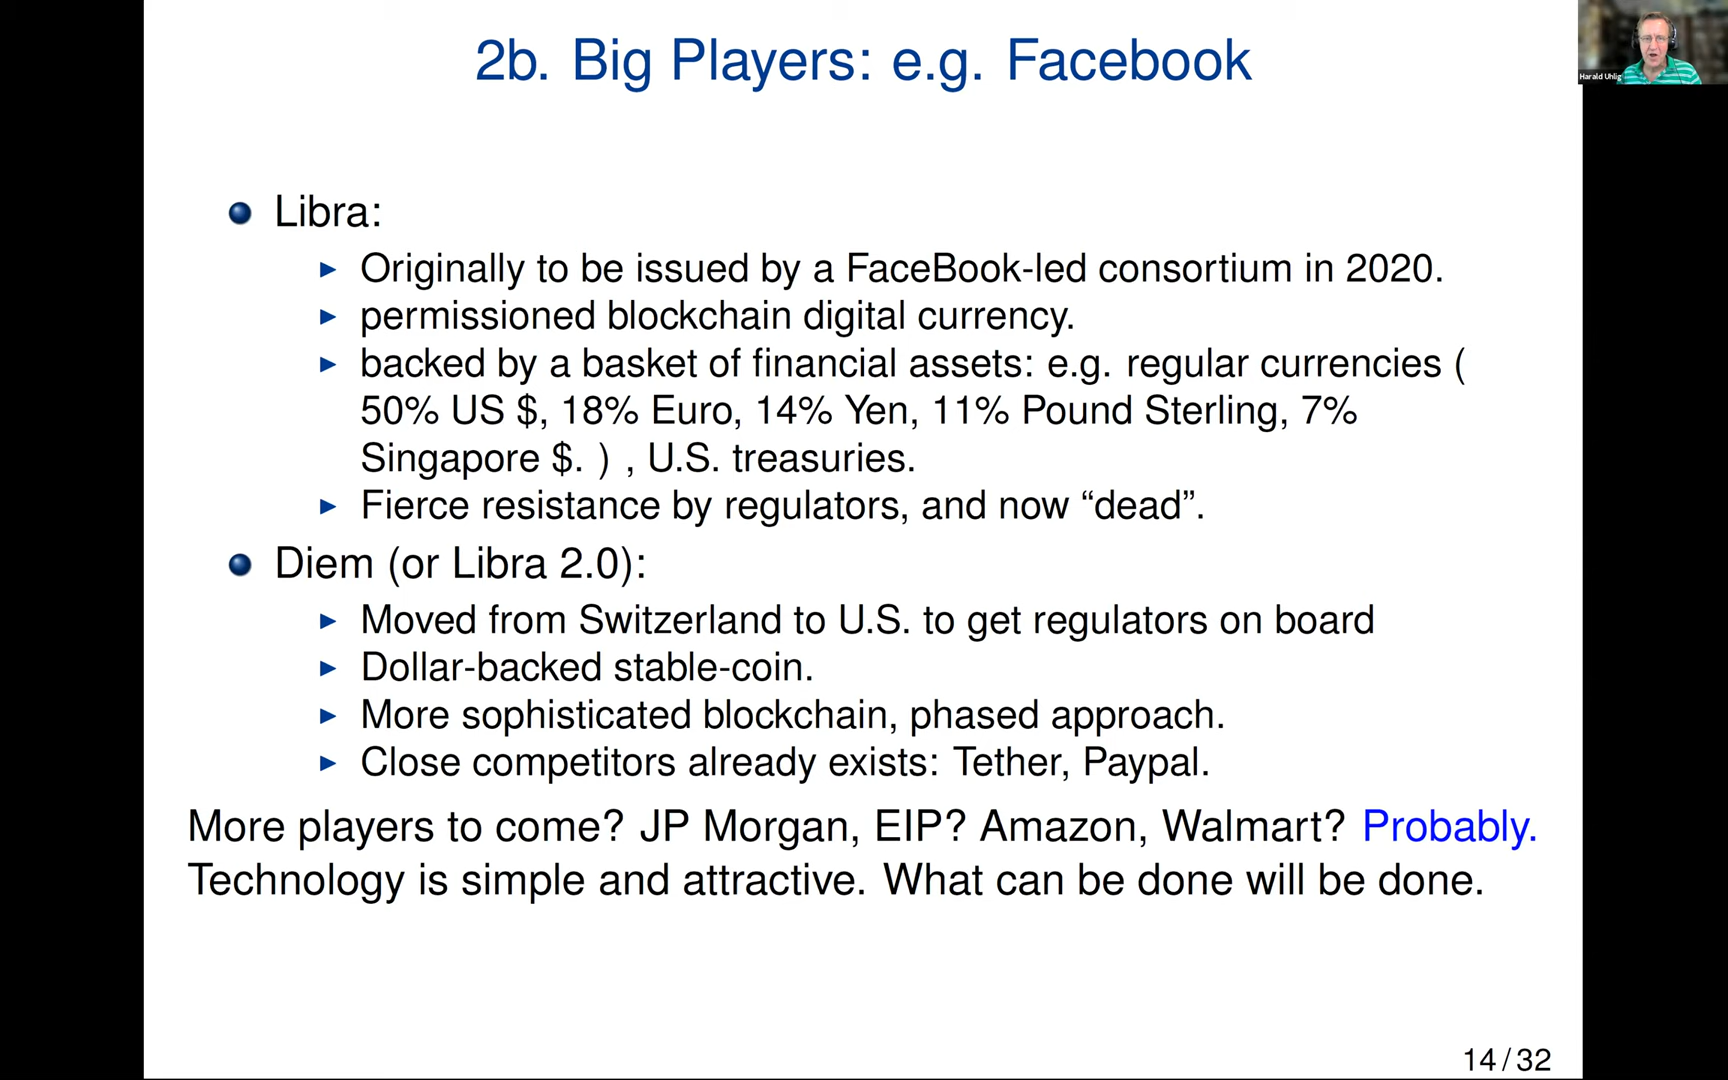 2b. Big Players: e.g. Facebook
Harald Uhlig
Libra:
Originally to be issued by a FaceBook-led consortium in 2020.
permissioned blockchain digital currency.
backed by a basket of financial assets: e.g. regular currencies (
50% US $, 18% Euro, 14% Yen, 11% Pound Sterling, 7%
Singapore $. ) , U.S. treasuries.
Fierce resistance by regulators, and now “dead”.
Diem (or Libra 2.0):
Moved from Switzerland to U.S. to get regulators on board
Dollar-backed stable-coin.
More sophisticated blockchain, phased approach.
Close competitors already exists: Tether, Paypal.
More players to come? JP Morgan, EIP? Amazon, Walmart? Probably.
Technology is simple and attractive. What can be done will be done.
14/32